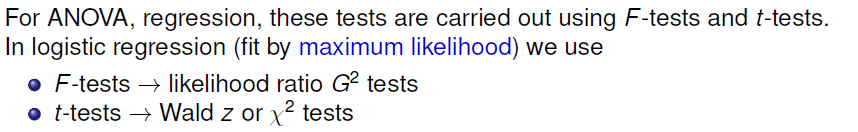 For ANOVA, regression, these tests are carried out using F-tests and t-tests.
In logistic regression (fit by maximum likelihood) we use
F-tests → likelihood ratio G² tests
t-tests → Wald z or χ² tests